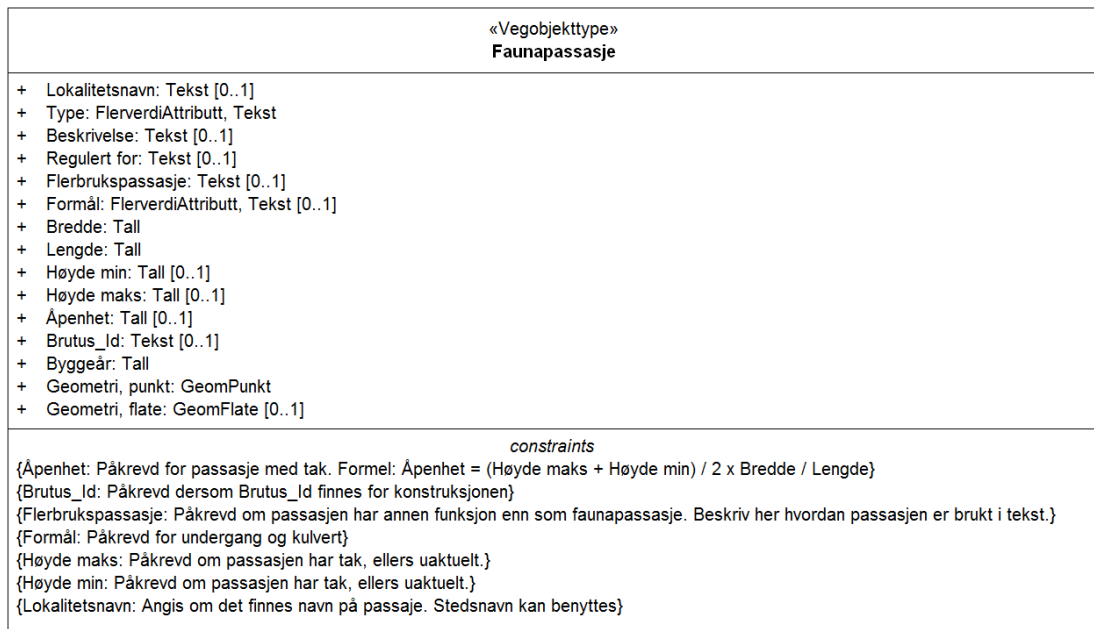 «Vegobjekttype»
Faunapassasje
+ Lokalitetsnavn: Tekst [0..1]
+ Type: FlerverdiAttributt, Tekst
+ Beskrivelse: Tekst [0..1]
+ Regulert for: Tekst [0..1]
+ Flerbrukspassasje: Tekst [0..1]
+ Formål: FlerverdiAttributt, Tekst [0..1]
+ Bredde: Tall
+ Lengde: Tall
+ Høyde min: Tall [0..1]
+ Høyde maks: Tall [0..1]
+ Åpenhet: Tall [0..1]
+ Brutus_Id: Tekst [0..1]
+ Byggeår: Tall
+ Geometri, punkt: GeomPunkt
+ Geometri, flate: GeomFlate [0..1]
constraints
{Åpenhet: Påkrevd for passasje med tak. Formel: Åpenhet = (Høyde maks + Høyde min) / 2 x Bredde / Lengde}
{Brutus_Id: Påkrevd dersom Brutus_Id finnes for konstruksjonen}
{Flerbrukspassasje: Påkrevd om passasjen har annen funksjon enn som faunapassasje. Beskriv her hvordan passasjen er brukt i tekst.}
{Formål: Påkrevd for undergang og kulvert}
{Høyde maks: Påkrevd om passasjen har tak, ellers uaktuelt.}
{Høyde min: Påkrevd om passasjen har tak, ellers uaktuelt.}
{Lokalitetsnavn: Angis om det finnes navn på passaje. Stedsnavn kan benyttes}